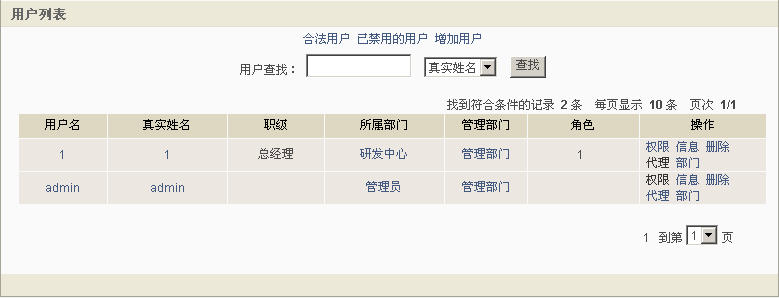 用户列表
合法用户 已禁用的用户 增加用户
用户查找： 真实姓名 查找
找到符合条件的记录 2 条 每页显示 10 条 页次 1/1
用户名 真实姓名 职级 所属部门 管理部门 角色 操作
1 1 总经理 研发中心 管理部门 1 权限 信息 删除
代理 部门
admin admin 管理员 管理部门 权限 信息 删除
代理 部门
1 到第 1 页